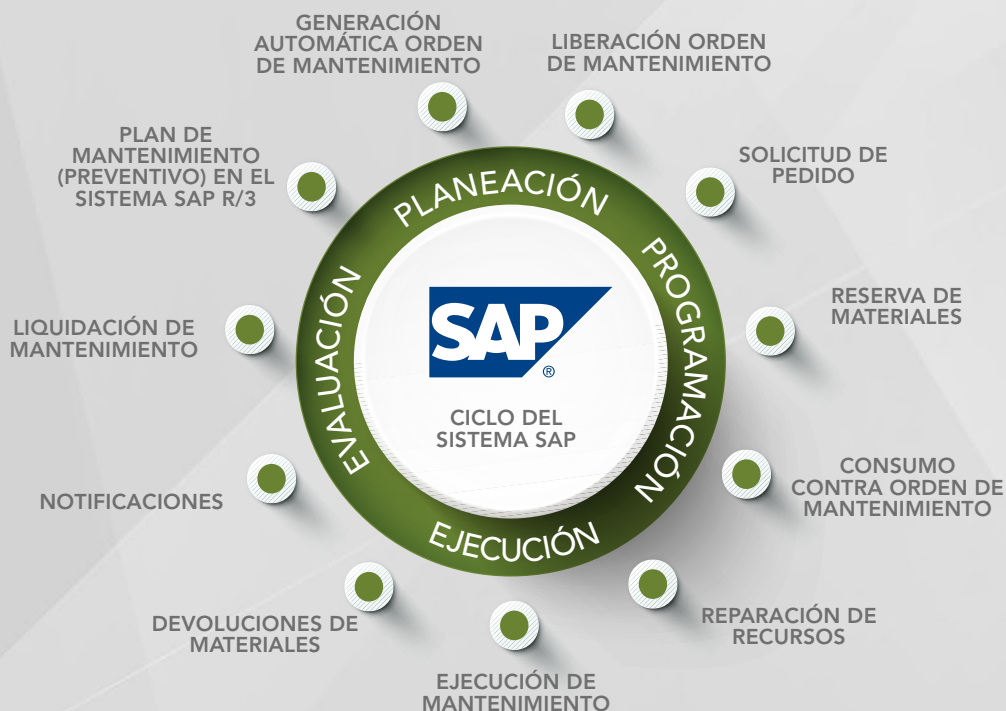 GENERACIÓN
AUTOMÁTICA ORDEN
DE MANTENIMIENTO
LIBERACIÓN ORDEN
DE MANTENIMIENTO
SOLICITUD DE
PEDIDO
RESERVA DE
MATERIALES
CONSUMO
CONTRA ORDEN DE
MANTENIMIENTO
REPARACIÓN DE
RECURSOS
EJECUCIÓN DE
MANTENIMIENTO
DEVOLUCIONES DE
MATERIALES
NOTIFICACIONES
LIQUIDACIÓN DE
MANTENIMIENTO
PLAN DE
MANTENIMIENTO
(PREVENTIVO) EN EL
SISTEMA SAP R/3
PLANEACIÓN
PROGRAMACIÓN
EJECUCIÓN
EVALUACIÓN
SAP
®
CICLO DEL
SISTEMA SAP